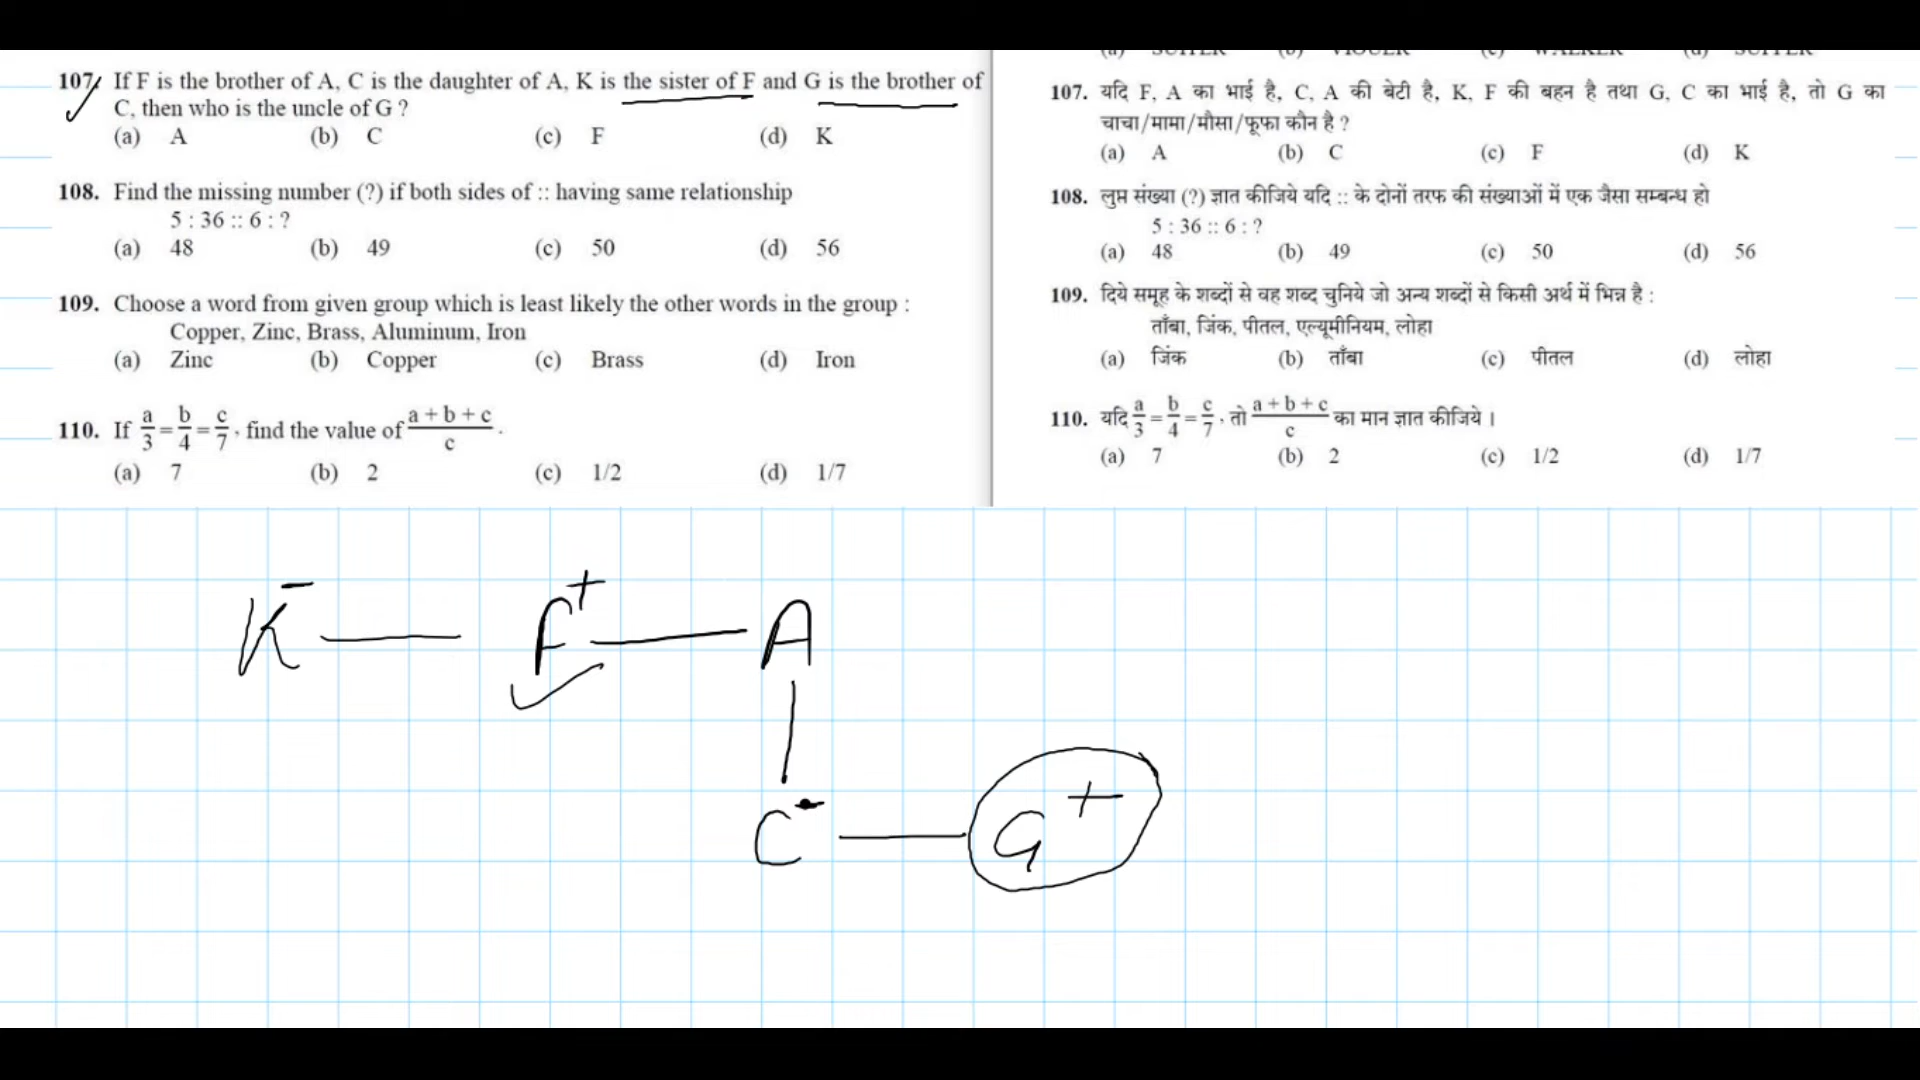 107. If F is the brother of A, C is the daughter of A, K is the sister of F and G is the brother of
C, then who is the uncle of G ?
(a) A (b) C (c) F (d) K
108. Find the missing number (?) if both sides of :: having same relationship
5 : 36 :: 6 : ?
(a) 48 (b) 49 (c) 50 (d) 56
109. Choose a word from given group which is least likely the other words in the group :
Copper, Zinc, Brass, Aluminum, Iron
(a) Zinc (b) Copper (c) Brass (d) Iron
110. If a/3 = b/4 = c/7, find the value of (a + b + c)/c .
(a) 7 (b) 2 (c) 1/2 (d) 1/7
107. यदि F, A का भाई है, C, A की बेटी है, K, F की बहन है तथा G, C का भाई है, तो G का
चाचा/मामा/मौसा/फूफा कौन है ?
(a) A (b) C (c) F (d) K
108. लुप्त संख्या (?) ज्ञात कीजिये यदि :: के दोनों तरफ की संख्याओं में एक जैसा सम्बन्ध हो
5 : 36 :: 6 : ?
(a) 48 (b) 49 (c) 50 (d) 56
109. दिये समूह के शब्दों से वह शब्द चुनिये जो अन्य शब्दों से किसी अर्थ में भिन्न है :
ताँबा, जिंक, पीतल, एल्यूमीनियम, लोहा
(a) जिंक (b) ताँबा (c) पीतल (d) लोहा
110. यदि a/3 = b/4 = c/7, तो (a + b + c)/c का मान ज्ञात कीजिये ।
(a) 7 (b) 2 (c) 1/2 (d) 1/7
K⁻ — F⁺ — A
C⁻ — G⁺